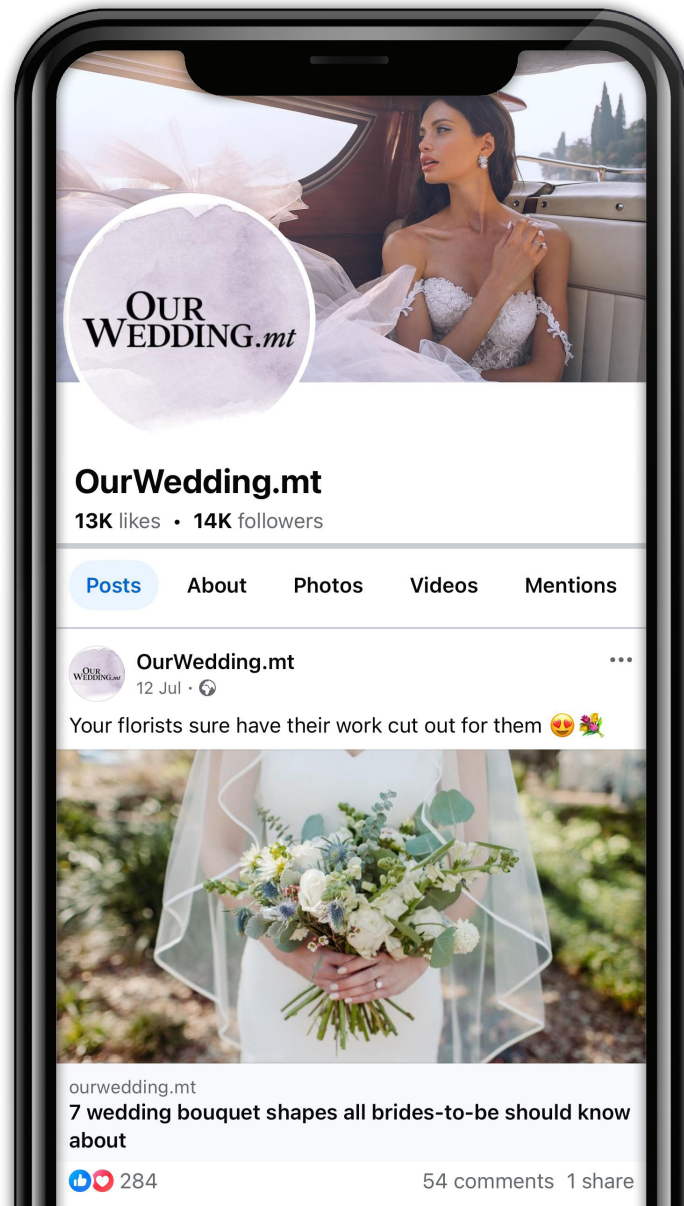 OUR
WEDDING.mt
OurWedding.mt
13K likes • 14K followers
Posts About Photos Videos Mentions
OUR
WEDDING.mt
OurWedding.mt
12 Jul ·
Your florists sure have their work cut out for them 😍💐
ourwedding.mt
7 wedding bouquet shapes all brides-to-be should know
about
284 54 comments 1 share